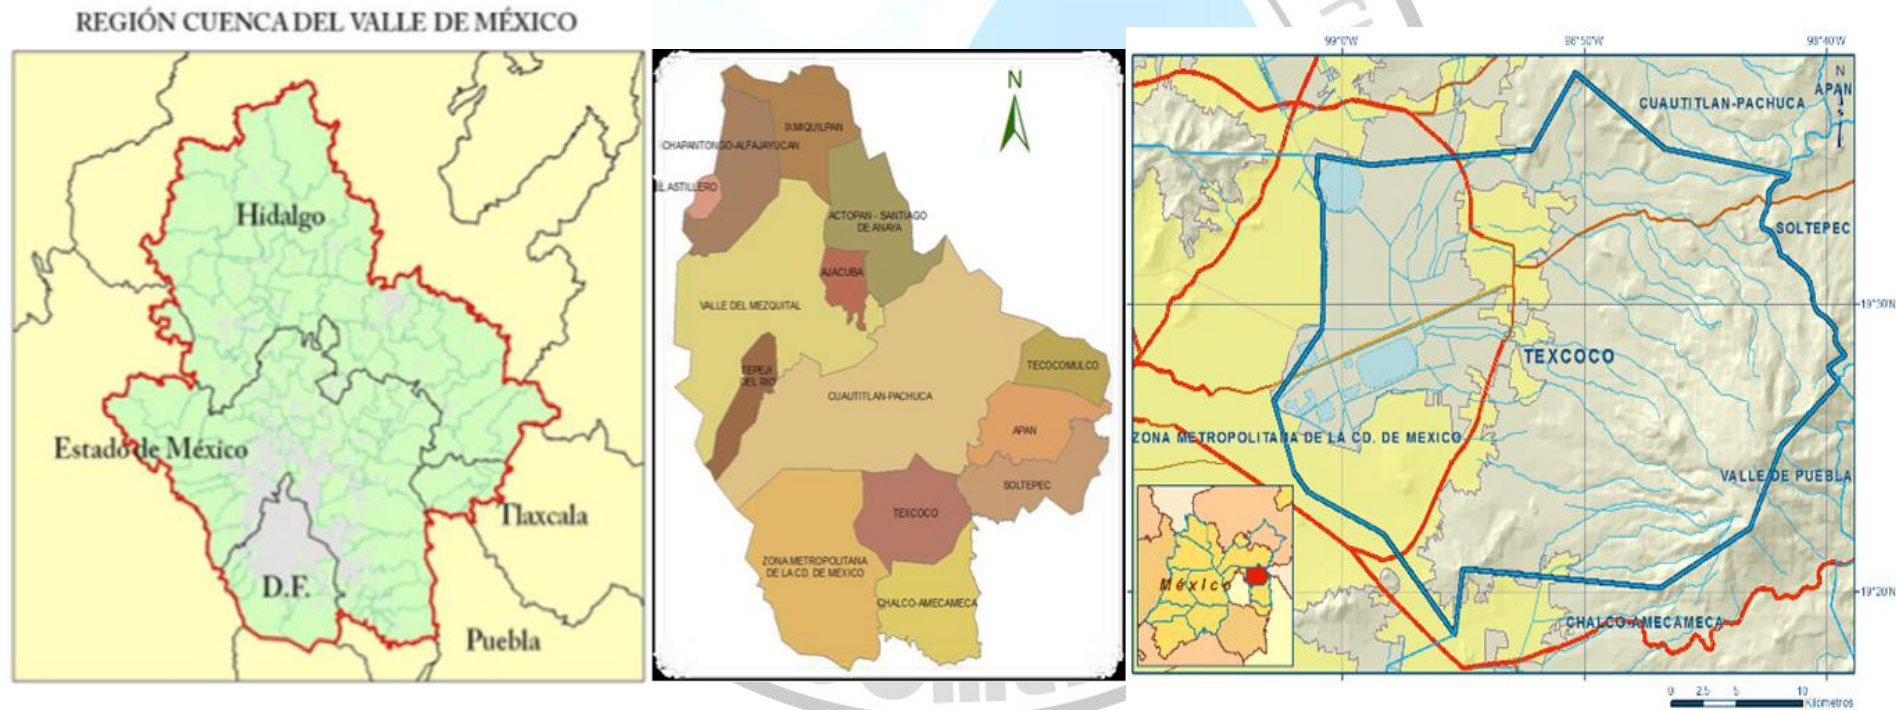 REGIÓN CUENCA DEL VALLE DE MÉXICO
Hidalgo
Estado de México
D.F.
Tlaxcala
Puebla
N
IXMIQUILPAN
CHAPANTONGO-ALFAJAYUCAN
EL ASTILLERO
ACTOPAN - SANTIAGO
DE ANAYA
AJACUBA
VALLE DEL MEZQUITAL
TEPEJI
DEL RIO
TECOCOMULCO
CUAUTITLAN-PACHUCA
APAN
SOLTEPEC
TEXCOCO
ZONA METROPOLITANA
DE LA CD. DE MEXICO
CHALCO-AMECAMECA
99°0'W
98°50'W
98°40'W
N
CUAUTITLAN-PACHUCA
APAN
SOLTEPEC
19°30'N
TEXCOCO
ZONA METROPOLITANA DE LA CD. DE MEXICO
VALLE DE PUEBLA
México
19°20'N
CHALCO-AMECAMECA
0 2.5 5 10
Kilometros